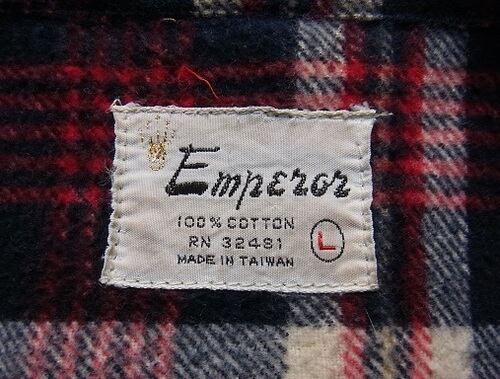 Emperor
100% COTTON
RN 32481
MADE IN TAIWAN
L